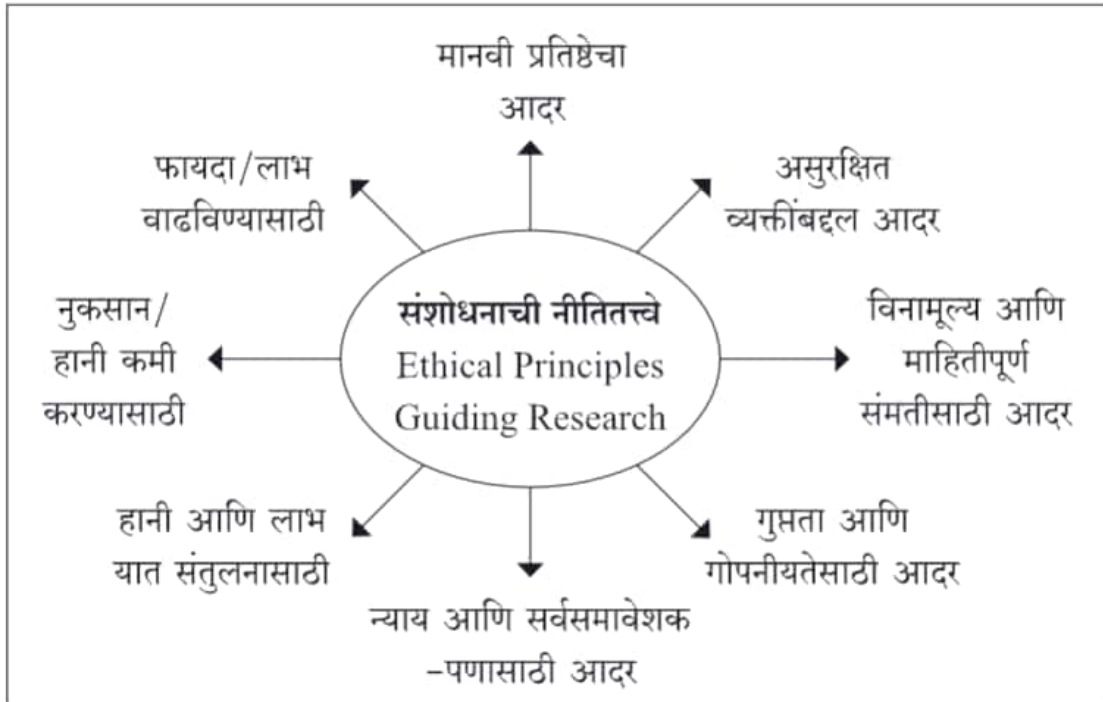 मानवी प्रतिष्ठेचा
आदर
असुरक्षित
व्यक्तींबद्दल आदर
विनामूल्य आणि
माहितीपूर्ण
संमतीसाठी आदर
गुप्तता आणि
गोपनीयतेसाठी आदर
न्याय आणि सर्वसमावेशक
-पणासाठी आदर
हानी आणि लाभ
यात संतुलनासाठी
नुकसान/
हानी कमी
करण्यासाठी
फायदा/लाभ
वाढविण्यासाठी
संशोधनाची नीतितत्त्वे
Ethical Principles
Guiding Research